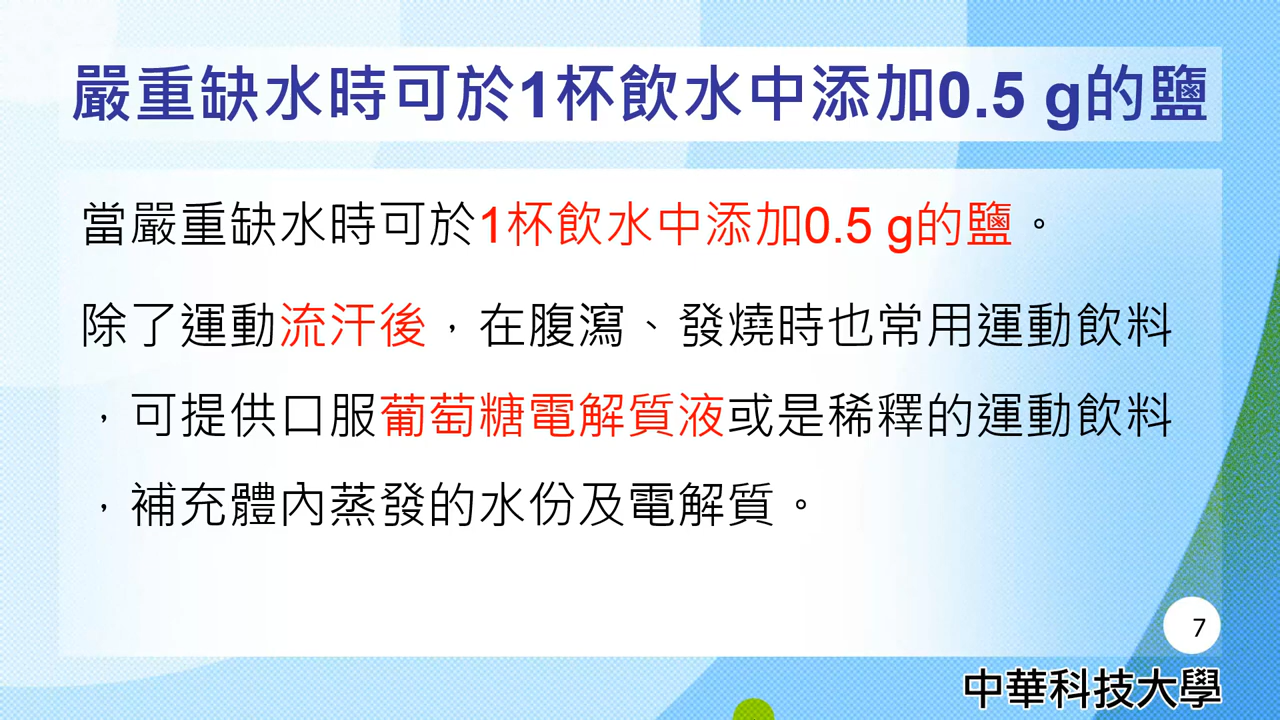 嚴重缺水時可於1杯飲水中添加0.5 g的鹽
當嚴重缺水時可於1杯飲水中添加0.5 g的鹽。
除了運動流汗後，在腹瀉、發燒時也常用運動飲料
，可提供口服葡萄糖電解質液或是稀釋的運動飲料
，補充體內蒸發的水份及電解質。
7
中華科技大學